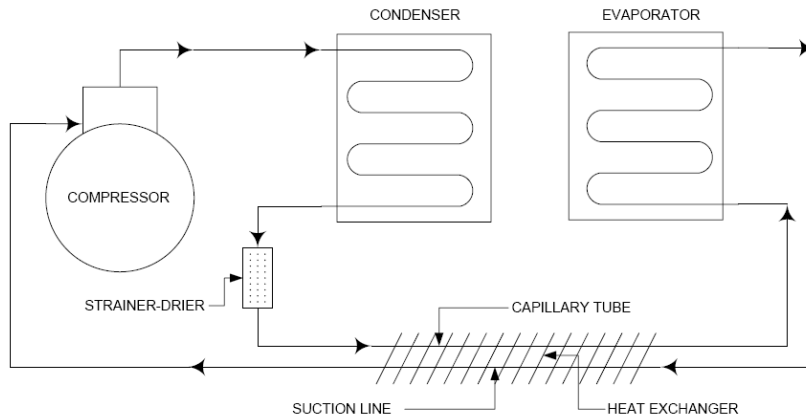 CONDENSER
EVAPORATOR
COMPRESSOR
STRAINER-DRIER
CAPILLARY TUBE
SUCTION LINE
HEAT EXCHANGER